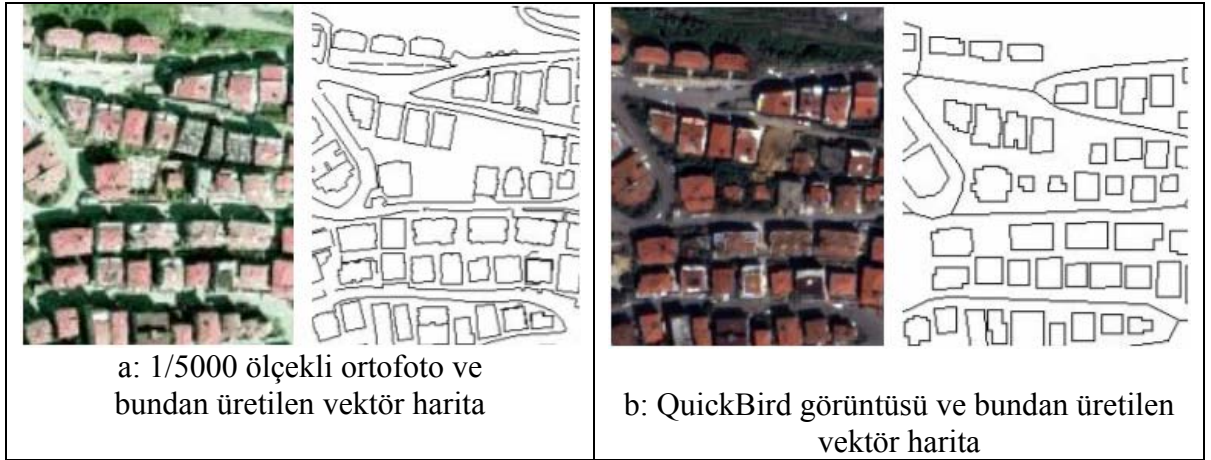 a: 1/5000 ölçekli ortofoto ve
bundan üretilen vektör harita
b: QuickBird görüntüsü ve bundan üretilen
vektör harita